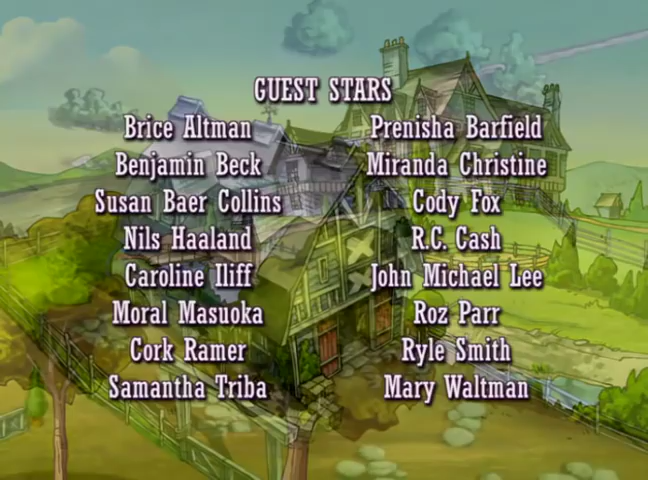 GUEST STARS
Brice Altman
Benjamin Beck
Susan Baer Collins
Nils Haaland
Caroline Iliff
Moral Masuoka
Cork Ramer
Samantha Triba
Prenisha Barfield
Miranda Christine
Cody Fox
R.C. Cash
John Michael Lee
Roz Parr
Ryle Smith
Mary Waltman